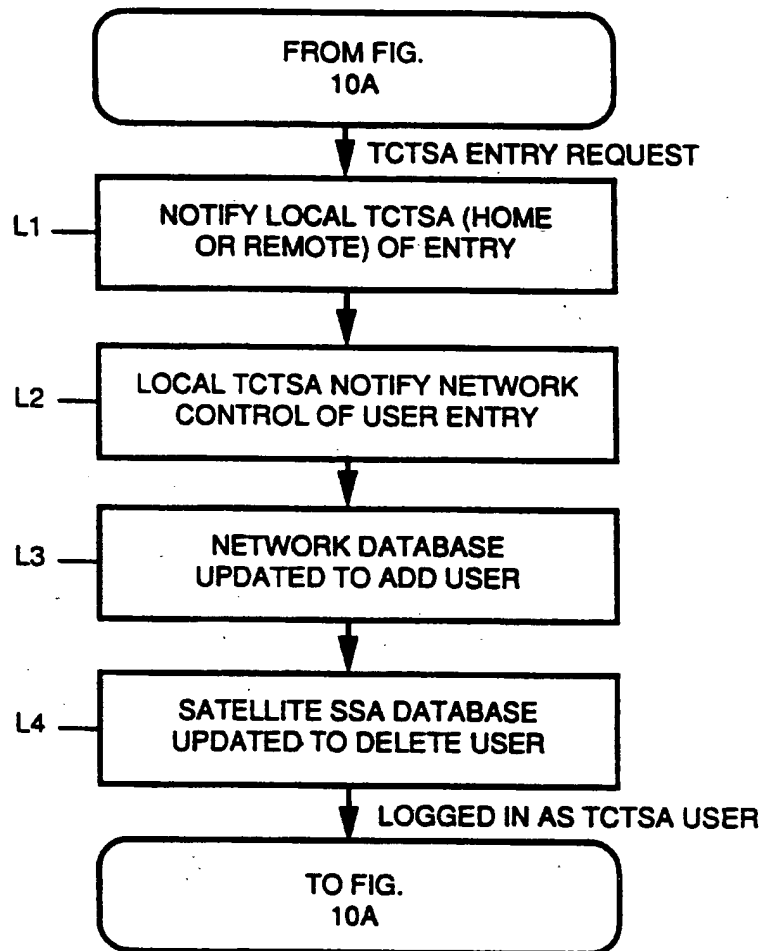 FROM FIG.
10A
TCTSA ENTRY REQUEST
L1
NOTIFY LOCAL TCTSA (HOME
OR REMOTE) OF ENTRY
L2
LOCAL TCTSA NOTIFY NETWORK
CONTROL OF USER ENTRY
L3
NETWORK DATABASE
UPDATED TO ADD USER
L4
SATELLITE SSA DATABASE
UPDATED TO DELETE USER
LOGGED IN AS TCTSA USER
TO FIG.
10A